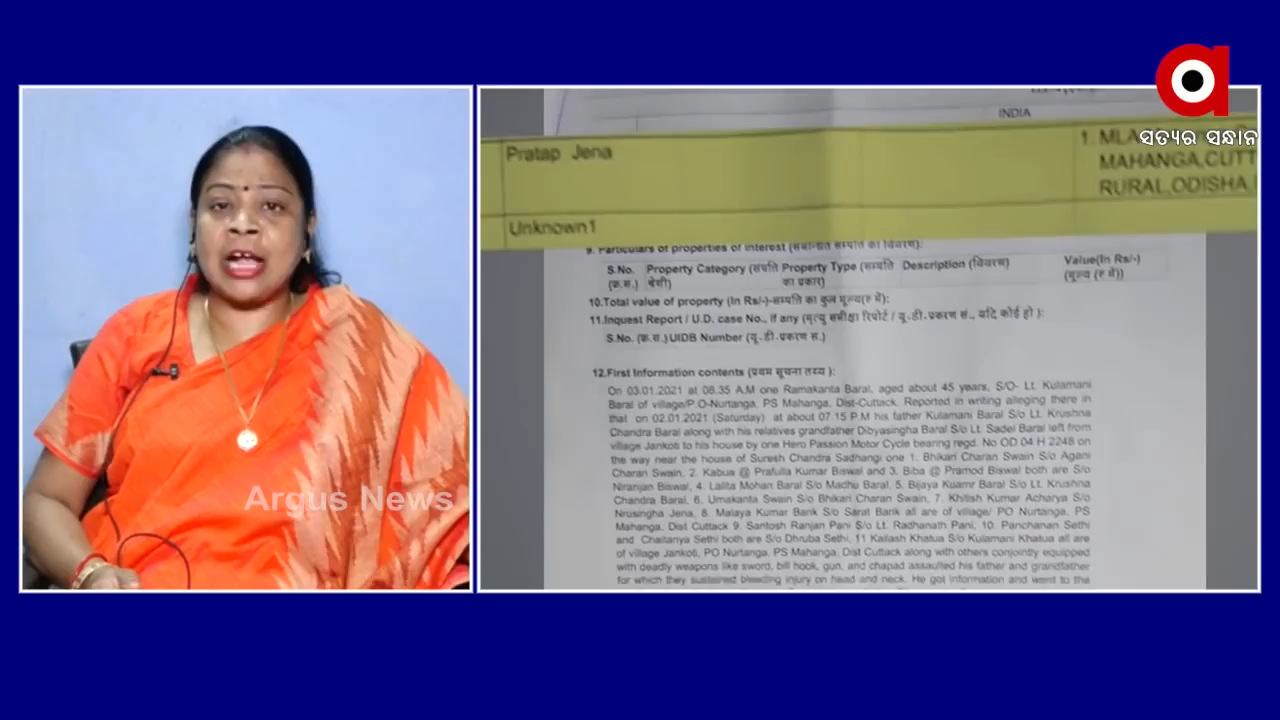 ସତ୍ୟର ସନ୍ଧାନ
Argus News
INDIA
Pratap Jena
1. MLA
MAHANGA,CUTT
RURAL,ODISHA,
Unknown1
9. Particulars of properties of interest (संबन्धित सम्पति का विवरण):
S.No. Property Category (संपति Property Type (सम्पति Description (विवरण) Value(In Rs/-)
(क्र.स.) श्रेणी) का प्रकार) (मूल्य (रु में))
10.Total value of property (In Rs/-)-सम्पति का कुल मूल्य(रु में):
11.Inquest Report / U.D. case No., if any (मृत्यु समीक्षा रिपोर्ट / यू.डी.प्रकरण सं., यदि कोई हो ):
S.No. (क्र.स.) UIDB Number (यू.डी.प्रकरण स.)
12.First Information contents (प्रथम सूचना तथ्य ):
On 03.01.2021 at 08.35 A.M one Ramakanta Baral, aged about 45 years, S/O- Lt. Kulamani
Baral of village/P.O-Nurtanga, PS Mahanga, Dist-Cuttack. Reported in writing alleging there in
that on 02.01.2021 (Saturday) at about 07.15 P.M his father Kulamani Baral S/o Lt. Krushna
Chandra Baral along with his relatives grandfather Dibyasingha Baral S/o Lt. Sadei Baral left from
village Jankoti to his house by one Hero Passion Motor Cycle bearing regd. No OD 04 H 2248 on
the way near the house of Suresh Chandra Sadhangi one 1. Bhikari Charan Swain S/o Agani
Charan Swain, 2. Kabua @ Prafulla Kumar Biswal and 3. Biba @ Pramod Biswal both are S/o
Niranjan Biswal, 4. Lalita Mohan Baral S/o Madhu Baral, 5. Bijaya Kuamr Baral S/o Lt. Krushna
Chandra Baral, 6. Umakanta Swain S/o Bhikari Charan Swain, 7. Khitish Kumar Acharya S/o
Nrusingha Jena, 8. Malaya Kumar Barik S/o Sarat Barik all are of village/ PO Nurtanga, PS
Mahanga, Dist Cuttack 9. Santosh Ranjan Pani S/o Lt. Radhanath Pani, 10. Panchanan Sethi
and Chaitanya Sethi both are S/o Dhruba Sethi, 11 Kailash Khatua S/o Kulamani Khatua all are
of village Jankoti, PO Nurtanga, PS Mahanga, Dist Cuttack along with others conjointly equipped
with deadly weapons like sword, bill hook, gun, and chapad assaulted his father and grandfather
for which they sustained bleeding injury on head and neck. He got information and went to the